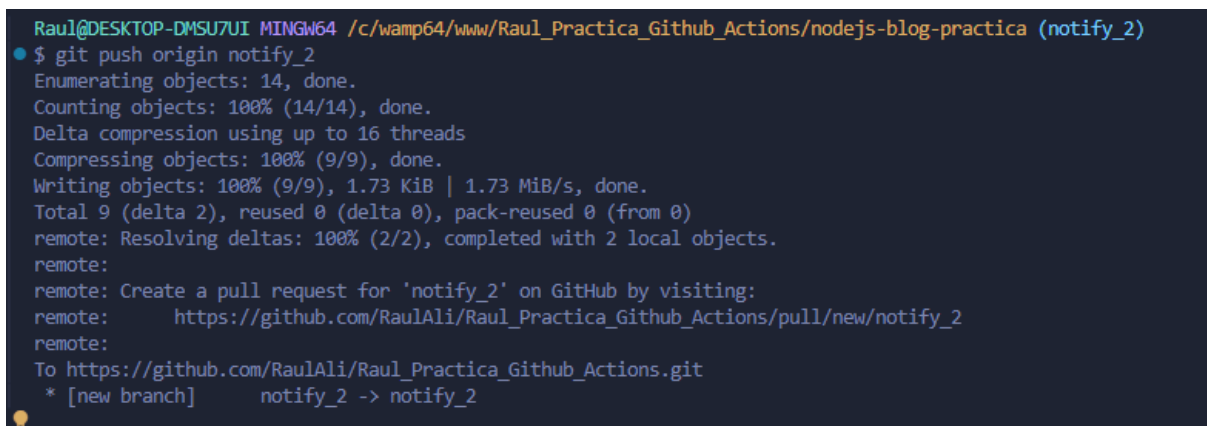 Raul@DESKTOP-DMSU7UI MINGW64 /c/wamp64/www/Raul_Practica_Github_Actions/nodejs-blog-practica (notify_2)
$ git push origin notify_2
Enumerating objects: 14, done.
Counting objects: 100% (14/14), done.
Delta compression using up to 16 threads
Compressing objects: 100% (9/9), done.
Writing objects: 100% (9/9), 1.73 KiB | 1.73 MiB/s, done.
Total 9 (delta 2), reused 0 (delta 0), pack-reused 0 (from 0)
remote: Resolving deltas: 100% (2/2), completed with 2 local objects.
remote:
remote: Create a pull request for 'notify_2' on GitHub by visiting:
remote:      https://github.com/RaulAli/Raul_Practica_Github_Actions/pull/new/notify_2
remote:
To https://github.com/RaulAli/Raul_Practica_Github_Actions.git
 * [new branch]      notify_2 -> notify_2